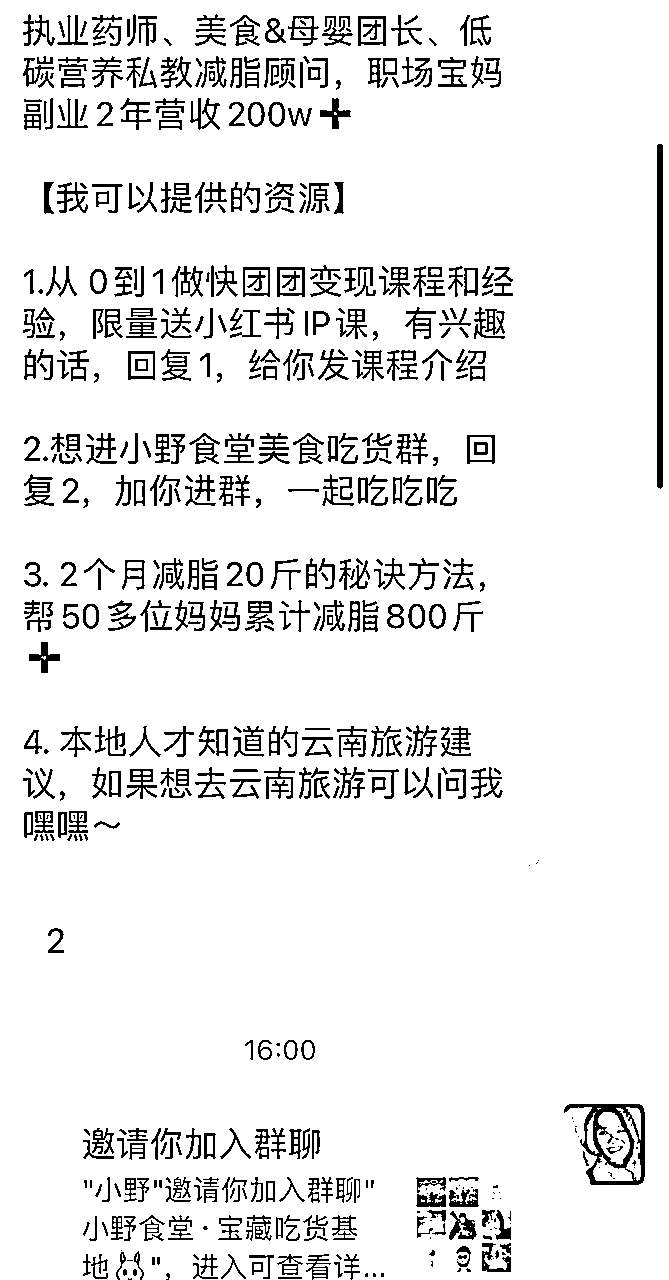 执业药师、美食&母婴团长、低
碳营养私教减脂顾问，职场宝妈
副业2年营收200w➕
【我可以提供的资源】
1.从 0到1做快团团变现课程和经
验，限量送小红书IP课，有兴趣
的话，回复1，给你发课程介绍
2.想进小野食堂美食吃货群，回
复2，加你进群，一起吃吃吃
3. 2个月减脂20斤的秘诀方法，
帮50多位妈妈累计减脂800斤
➕
4. 本地人才知道的云南旅游建
议，如果想去云南旅游可以问我
嘿嘿～
2
16:00
邀请你加入群聊
"小野"邀请你加入群聊"
小野食堂·宝藏吃货基
地🐰"，进入可查看详...